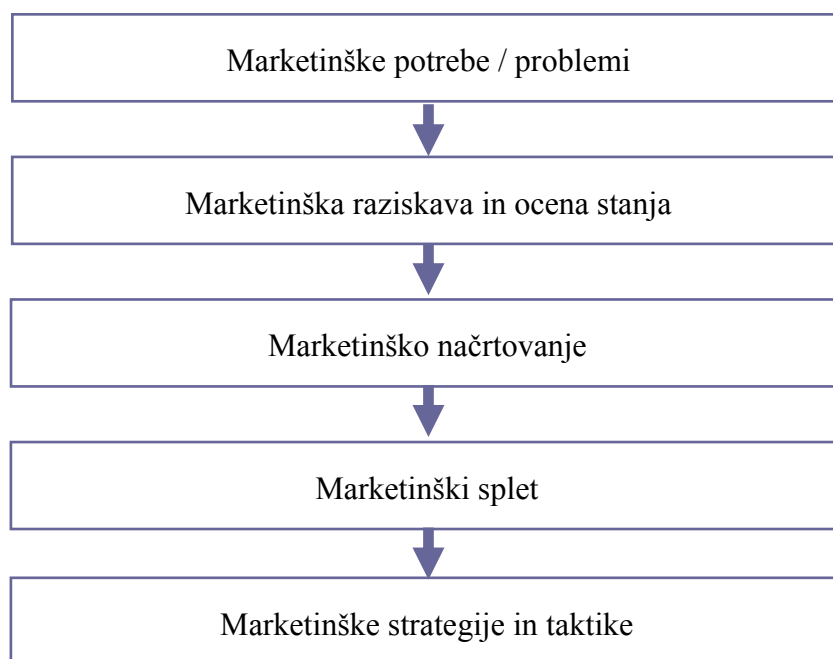 Marketinške potrebe / problemi
Marketinška raziskava in ocena stanja
Marketinško načrtovanje
Marketinški splet
Marketinške strategije in taktike